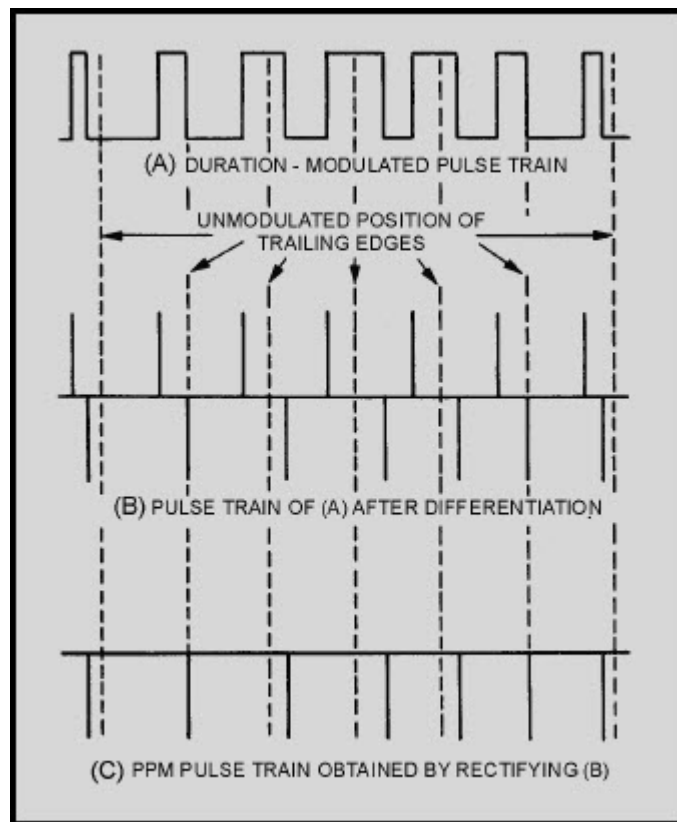 (A) DURATION - MODULATED PULSE TRAIN
UNMODULATED POSITION OF
TRAILING EDGES
(B) PULSE TRAIN OF (A) AFTER DIFFERENTIATION
(C) PPM PULSE TRAIN OBTAINED BY RECTIFYING (B)